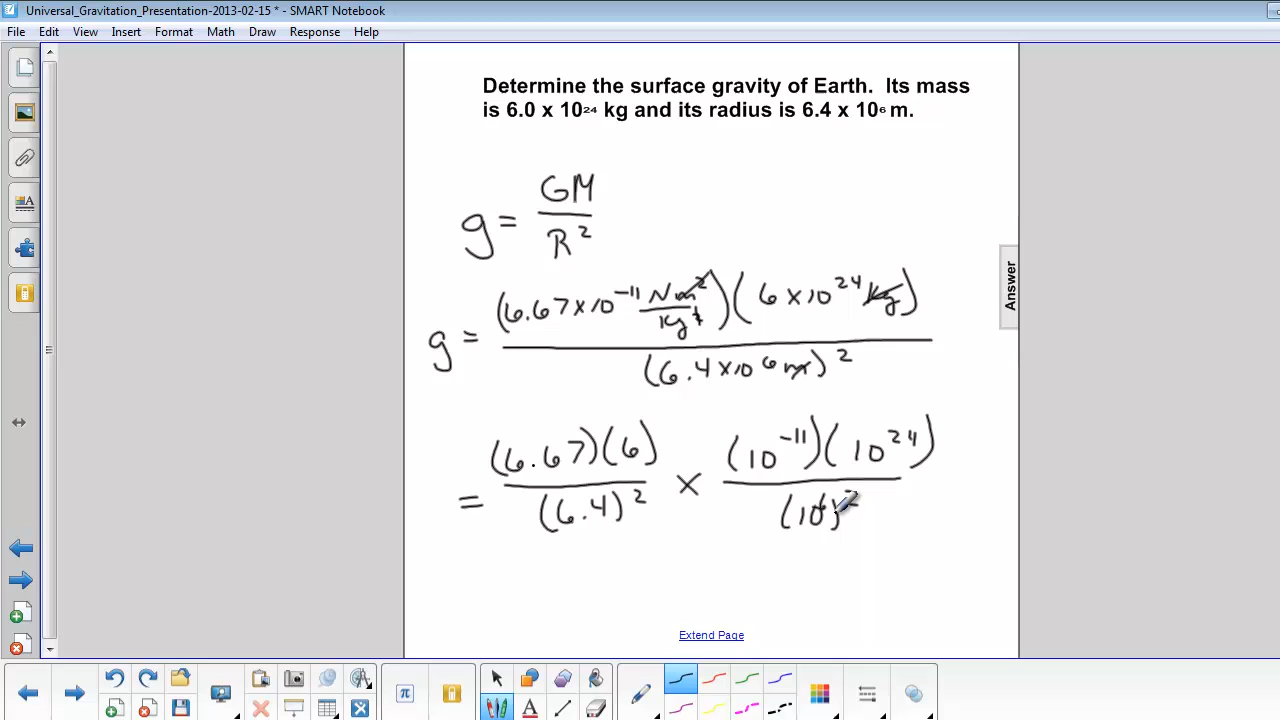 Universal_Gravitation_Presentation-2013-02-15 * - SMART Notebook
File Edit View Insert Format Math Draw Response Help
Determine the surface gravity of Earth. Its mass
is 6.0 x 10²⁴ kg and its radius is 6.4 x 10⁶ m.
g = GM / R²
g = (6.67 x 10⁻¹¹ Nm²/kg²)(6 x 10²⁴ kg) / (6.4 x 10⁶ m)²
= (6.67)(6) / (6.4)² x (10⁻¹¹)(10²⁴) / (10⁶)²
Answer
Extend Page
π
A